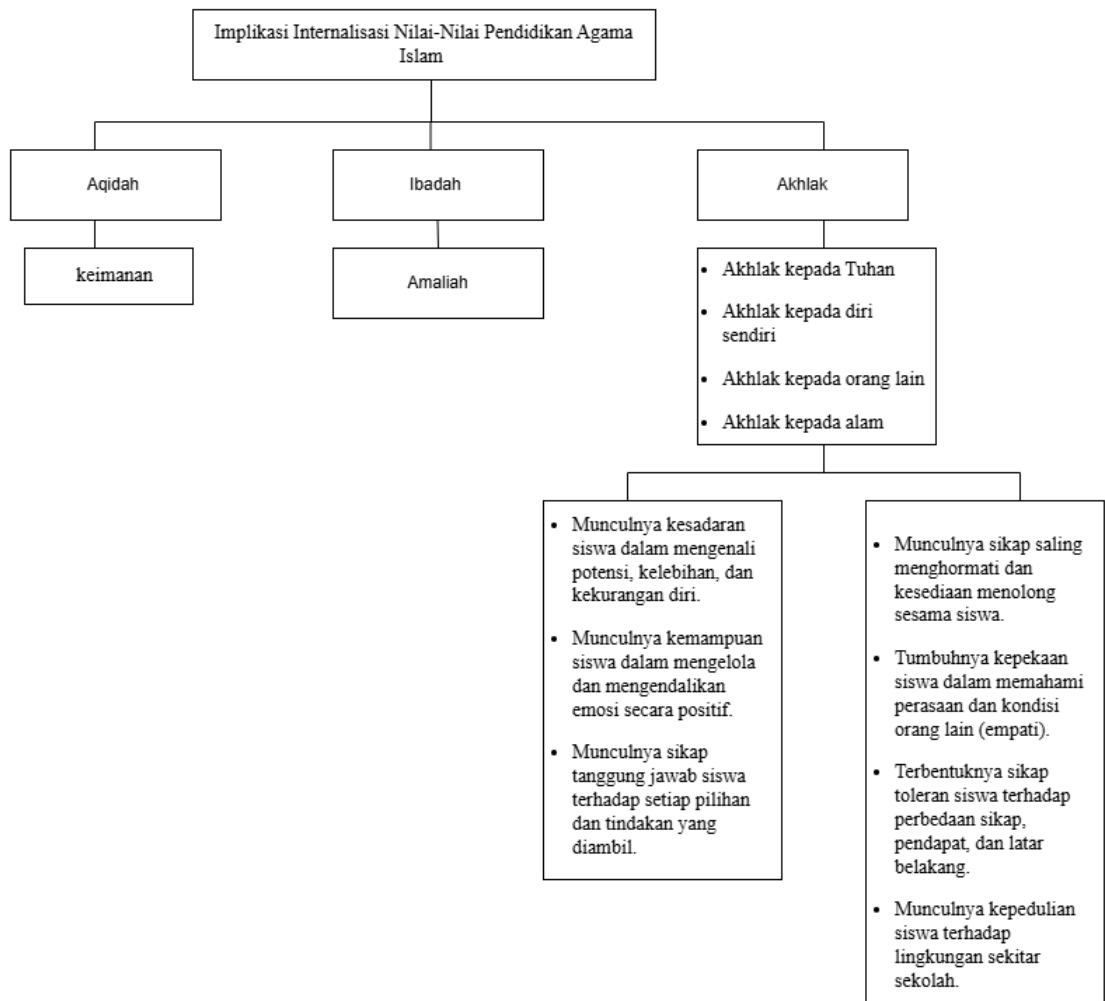 Implikasi Internalisasi Nilai-Nilai Pendidikan Agama
Islam
Aqidah
Ibadah
Akhlak
keimanan
Amaliah
• Akhlak kepada Tuhan
• Akhlak kepada diri
sendiri
• Akhlak kepada orang lain
• Akhlak kepada alam
• Munculnya kesadaran
siswa dalam mengenali
potensi, kelebihan, dan
kekurangan diri.
• Munculnya kemampuan
siswa dalam mengelola
dan mengendalikan
emosi secara positif.
• Munculnya sikap
tanggung jawab siswa
terhadap setiap pilihan
dan tindakan yang
diambil.
• Munculnya sikap saling
menghormati dan
kesediaan menolong
sesama siswa.
• Tumbuhnya kepekaan
siswa dalam memahami
perasaan dan kondisi
orang lain (empati).
• Terbentuknya sikap
toleran siswa terhadap
perbedaan sikap,
pendapat, dan latar
belakang.
• Munculnya kepedulian
siswa terhadap
lingkungan sekitar
sekolah.